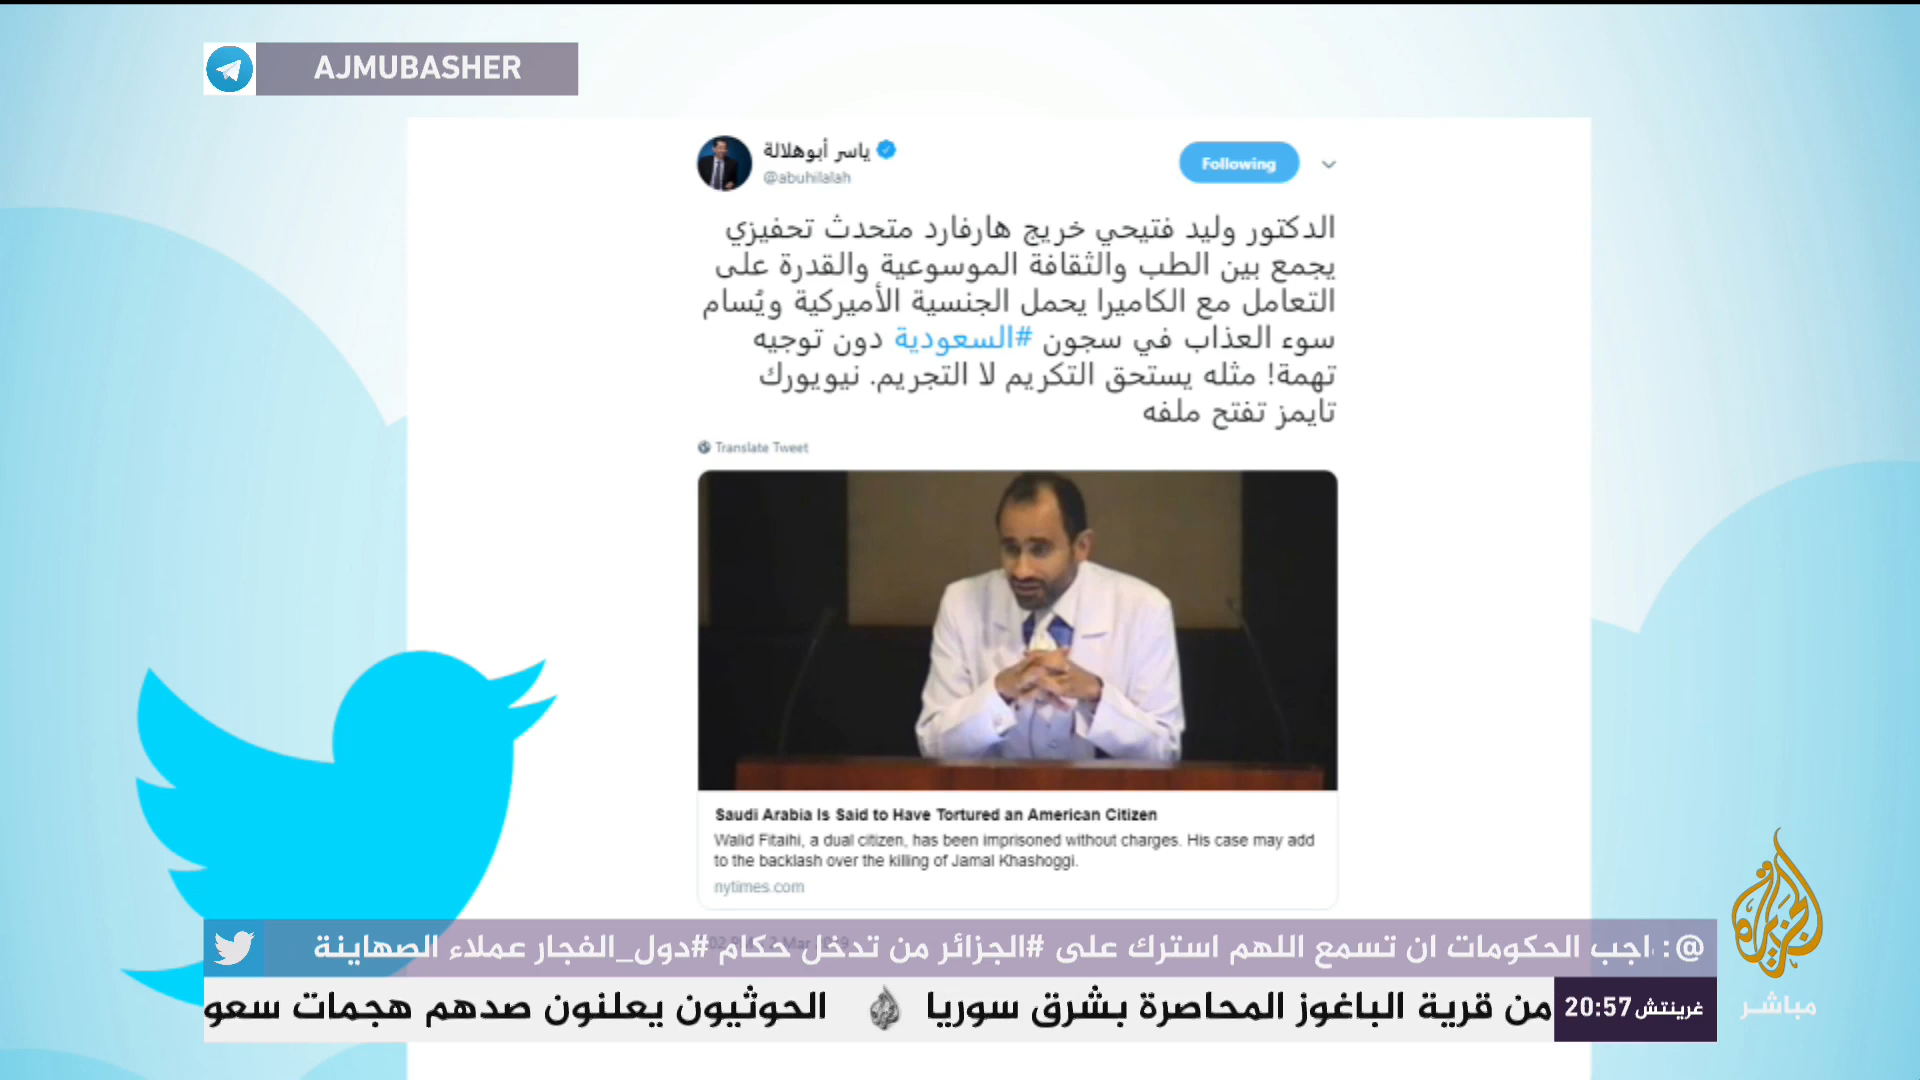 AJMUBASHER
ياسر أبوهلالة
@abuhilalah
Following
الدكتور وليد فتيحي خريج هارفارد متحدث تحفيزي
يجمع بين الطب والثقافة الموسوعية والقدرة على
التعامل مع الكاميرا يحمل الجنسية الأميركية ويُسام
سوء العذاب في سجون #السعودية دون توجيه
تهمة! مثله يستحق التكريم لا التجريم. نيويورك
تايمز تفتح ملفه
Translate Tweet
Saudi Arabia Is Said to Have Tortured an American Citizen
Walid Fitaihi, a dual citizen, has been imprisoned without charges. His case may add
to the backlash over the killing of Jamal Khashoggi.
nytimes.com
@ : اجب الحكومات ان تسمع اللهم استرك على #الجزائر من تدخل حكام #دول_الفجار عملاء الصهاينة
غرينتش 20:57
من قرية الباغوز المحاصرة بشرق سوريا
الحوثيون يعلنون صدهم هجمات سعو
الجزيرة
مباشر